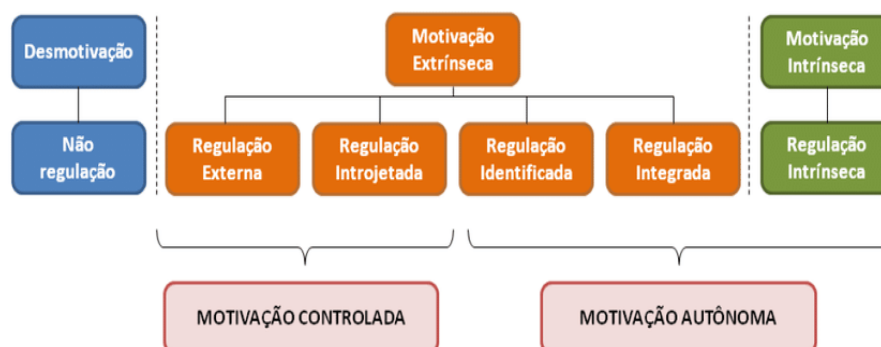 Desmotivação
Motivação
Extrínseca
Motivação
Intrínseca
Não
regulação
Regulação
Externa
Regulação
Introjetada
Regulação
Identificada
Regulação
Integrada
Regulação
Intrínseca
MOTIVAÇÃO CONTROLADA
MOTIVAÇÃO AUTÔNOMA